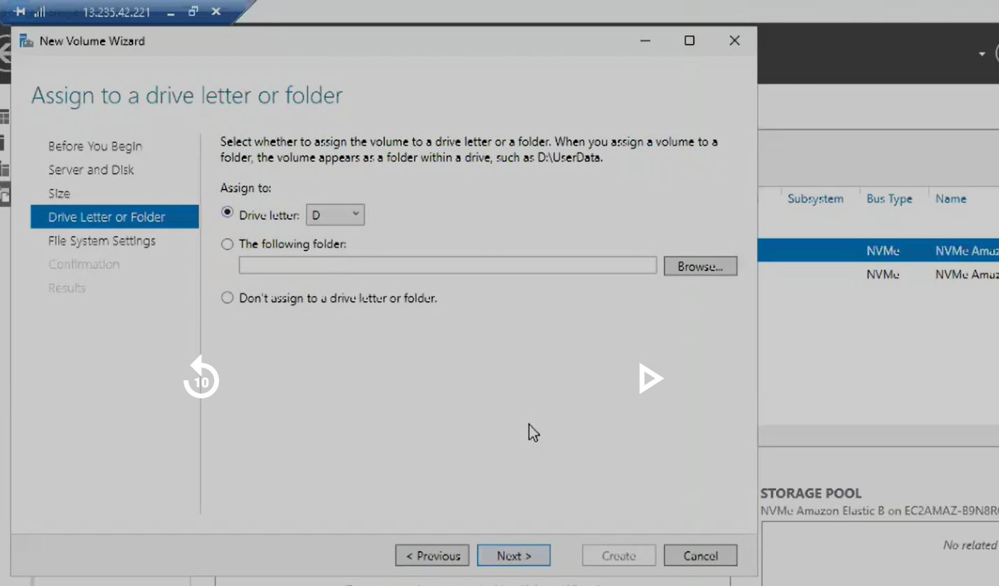 13.235.42.221
New Volume Wizard
Assign to a drive letter or folder
Before You Begin
Server and Disk
Size
Drive Letter or Folder
File System Settings
Confirmation
Results
Select whether to assign the volume to a drive letter or a folder. When you assign a volume to a
folder, the volume appears as a folder within a drive, such as D:\UserData.
Assign to:
Drive letter: D
The following folder:
Browse...
Don't assign to a drive letter or folder.
10
< Previous
Next >
Create
Cancel
Subsystem Bus Type Name
NVMe NVMe Amaz
NVMe NVMe Amaz
STORAGE POOL
NVMe Amazon Elastic B on EC2AMAZ-B9N8R
No related